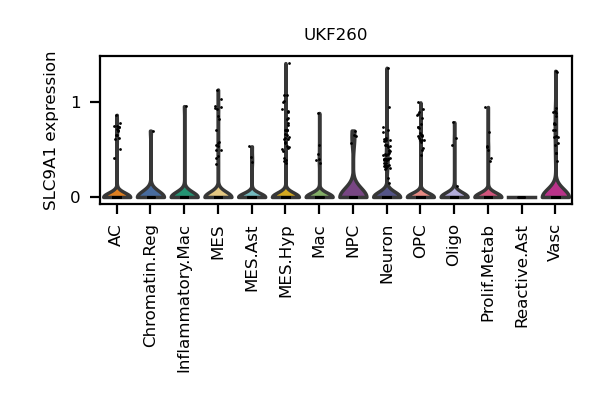 UKF260
SLC9A1 expression
1
0
AC
Chromatin.Reg
Inflammatory.Mac
MES
MES.Ast
MES.Hyp
Mac
NPC
Neuron
OPC
Oligo
Prolif.Metab
Reactive.Ast
Vasc